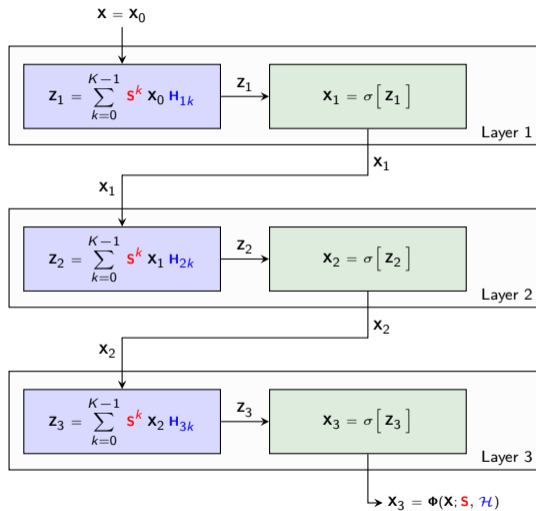 X = X₀
Z₁ = ∑_{k=0}^{K−1} S^k X₀ H₁ₖ
Z₁
X₁ = σ[ Z₁ ]
Layer 1
X₁
X₁
Z₂ = ∑_{k=0}^{K−1} S^k X₁ H₂ₖ
Z₂
X₂ = σ[ Z₂ ]
Layer 2
X₂
X₂
Z₃ = ∑_{k=0}^{K−1} S^k X₂ H₃ₖ
Z₃
X₃ = σ[ Z₃ ]
Layer 3
X₃ = Φ(X; S, ℋ)